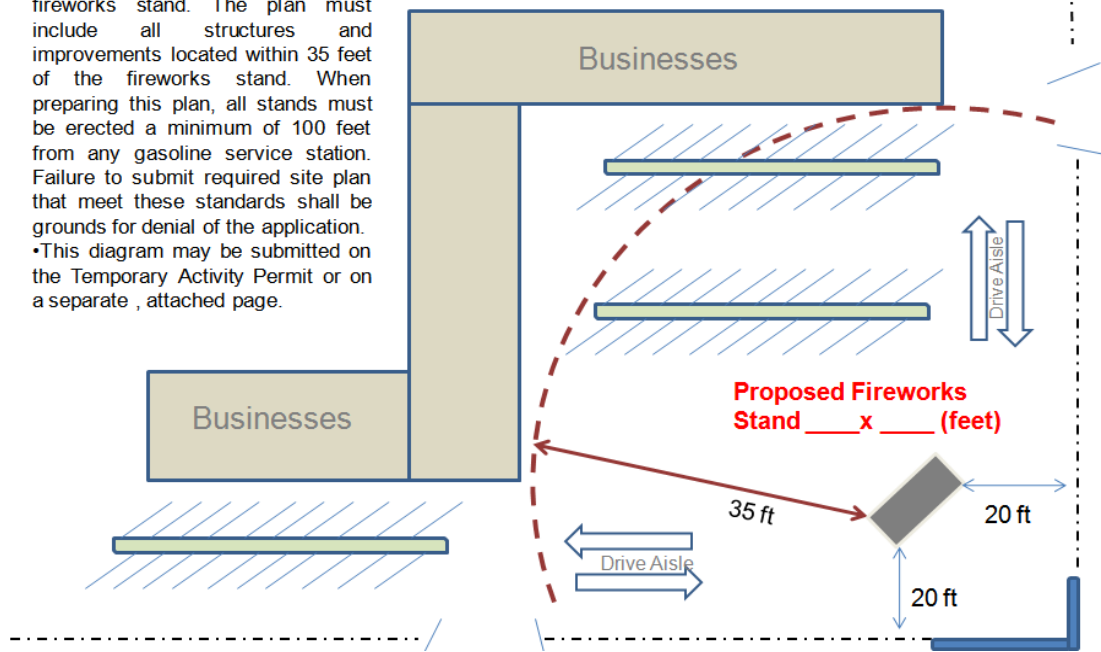 fireworks stand. The plan must
include all structures and
improvements located within 35 feet
of the fireworks stand. When
preparing this plan, all stands must
be erected a minimum of 100 feet
from any gasoline service station.
Failure to submit required site plan
that meet these standards shall be
grounds for denial of the application.
•This diagram may be submitted on
the Temporary Activity Permit or on
a separate , attached page.
Businesses
Drive Aisle
Businesses
Proposed Fireworks
Stand ____x ____ (feet)
35 ft
20 ft
Drive Aisle
20 ft